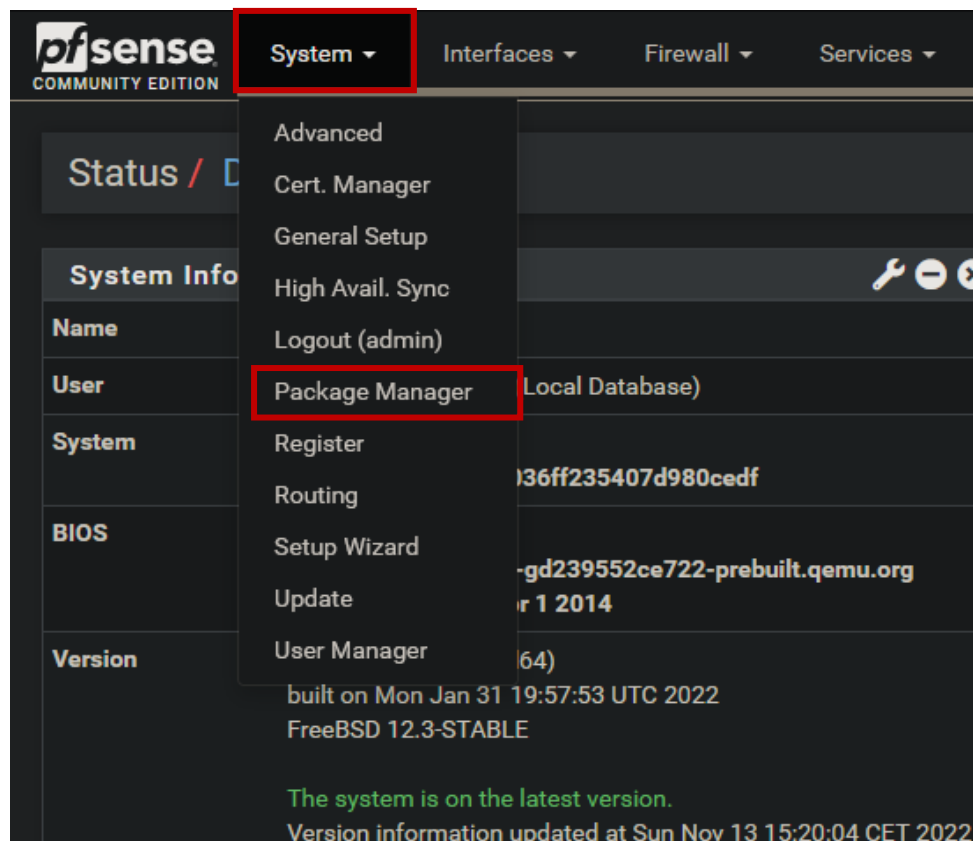 pfsense
COMMUNITY EDITION
System
Interfaces
Firewall
Services
Advanced
Cert. Manager
General Setup
High Avail. Sync
Logout (admin)
Package Manager
Register
Routing
Setup Wizard
Update
User Manager
Status /
System Info
Name
User
Local Database)
System
036ff235407d980cedf
BIOS
-gd239552ce722-prebuilt.qemu.org
r 1 2014
Version
64)
built on Mon Jan 31 19:57:53 UTC 2022
FreeBSD 12.3-STABLE
The system is on the latest version.
Version information updated at Sun Nov 13 15:20:04 CET 2022